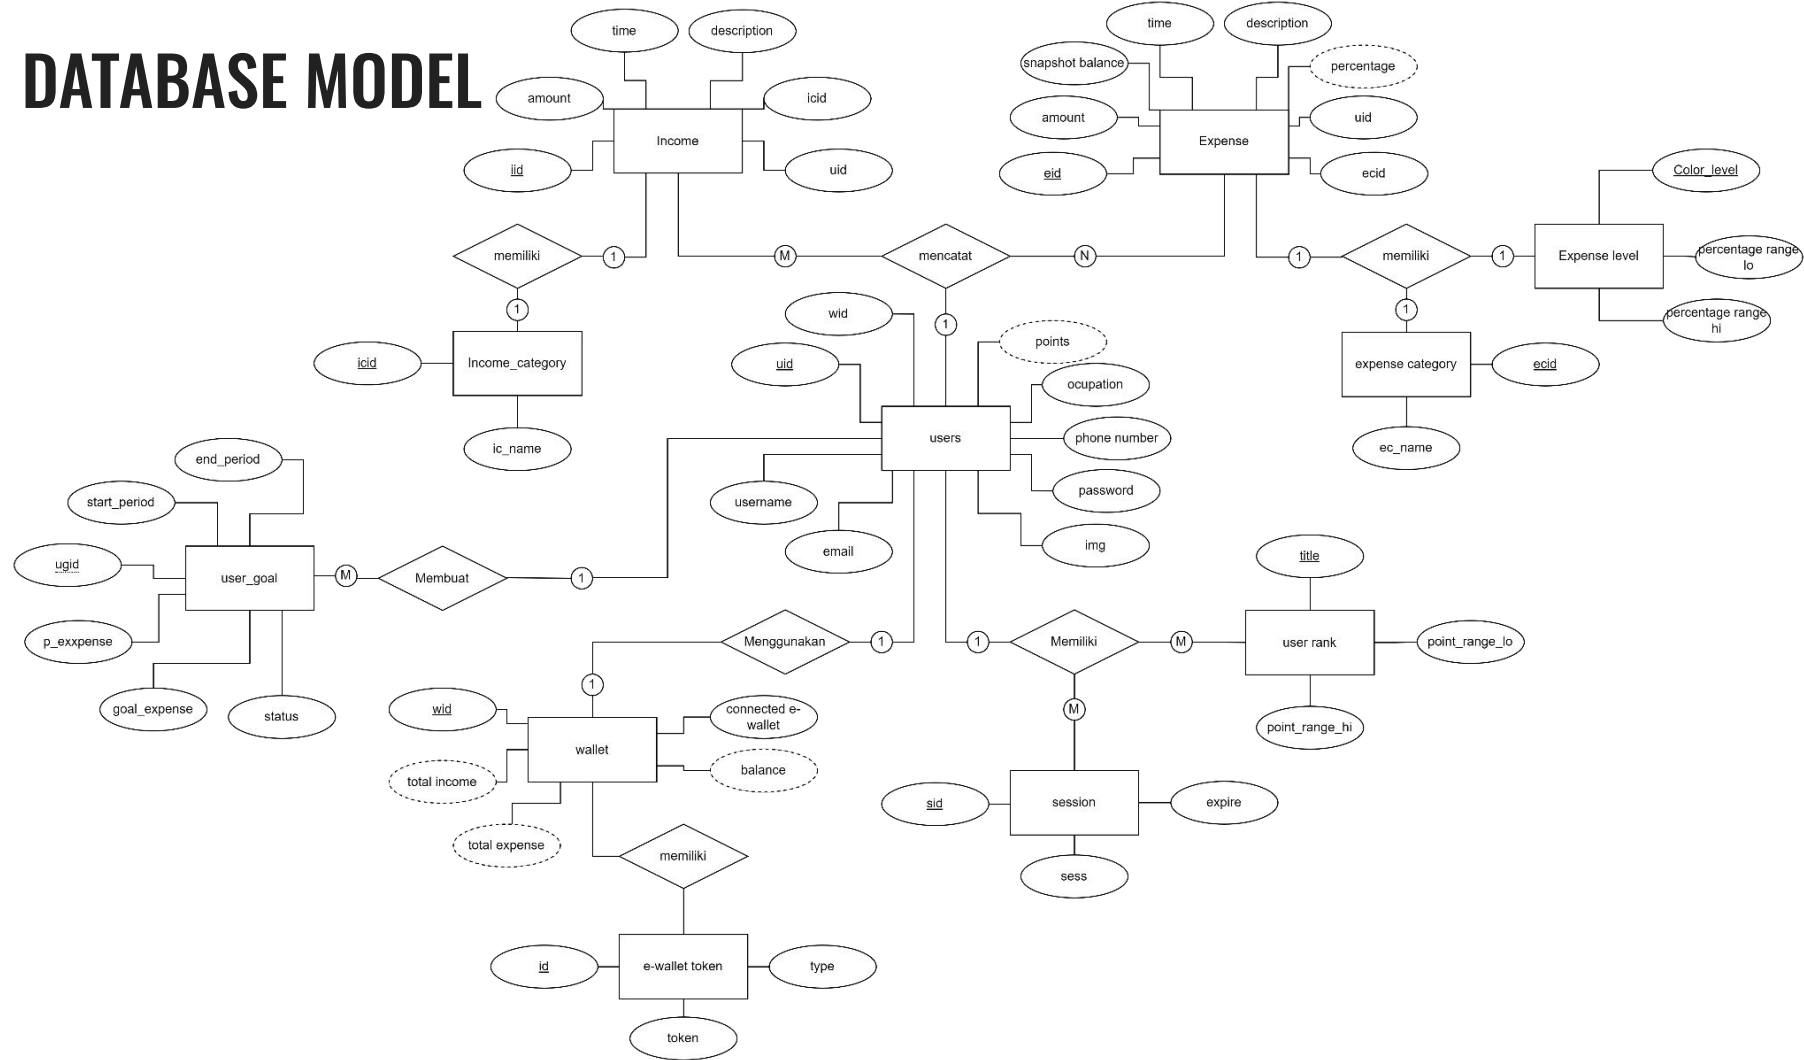 DATABASE MODEL
time
description
amount
icid
Income
iid
uid
time
description
snapshot balance
percentage
amount
uid
Expense
eid
ecid
Color_level
memiliki
1
M
mencatat
N
1
memiliki
1
Expense level
percentage range
lo
percentage range
hi
1
1
1
wid
points
uid
ocupation
icid
Income_category
expense category
ecid
users
phone number
ic_name
ec_name
username
password
email
img
end_period
start_period
ugid
user_goal
M
Membuat
1
p_exxpense
goal_expense
status
title
Menggunakan
1
1
Memiliki
M
user rank
point_range_lo
point_range_hi
1
M
wid
connected e-
wallet
wallet
total income
balance
total expense
sid
session
expire
sess
memiliki
id
e-wallet token
type
token